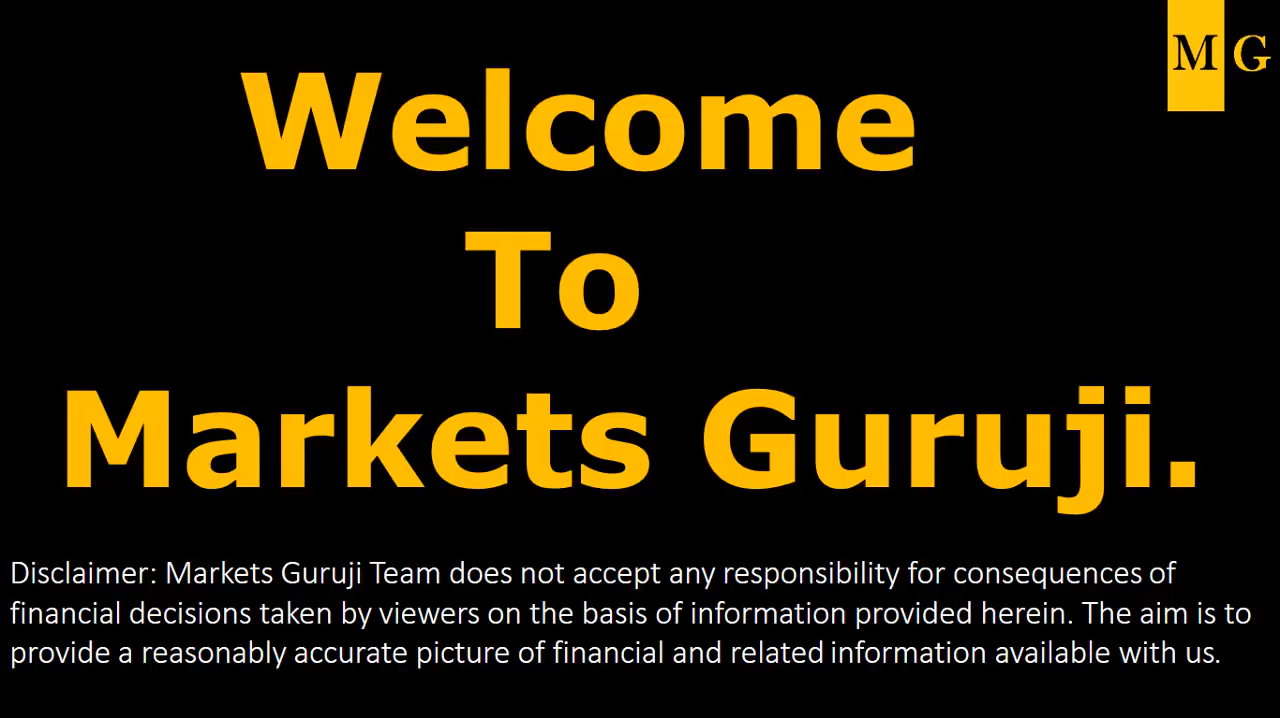 M G
Welcome
To
Markets Guruji.
Disclaimer: Markets Guruji Team does not accept any responsibility for consequences of
financial decisions taken by viewers on the basis of information provided herein. The aim is to
provide a reasonably accurate picture of financial and related information available with us.